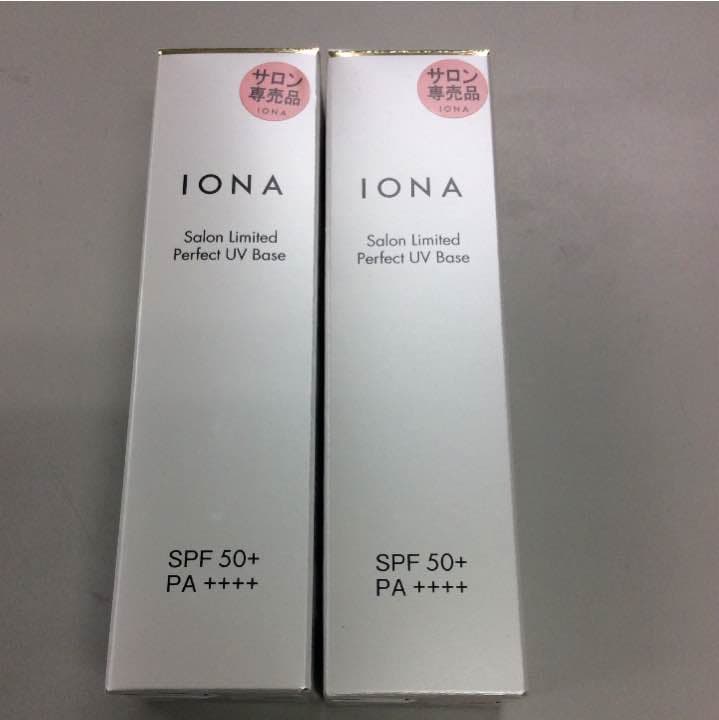 サロン
専売品
IONA
IONA
Salon Limited
Perfect UV Base
SPF 50+
PA ++++
サロン
専売品
IONA
IONA
Salon Limited
Perfect UV Base
SPF 50+
PA ++++